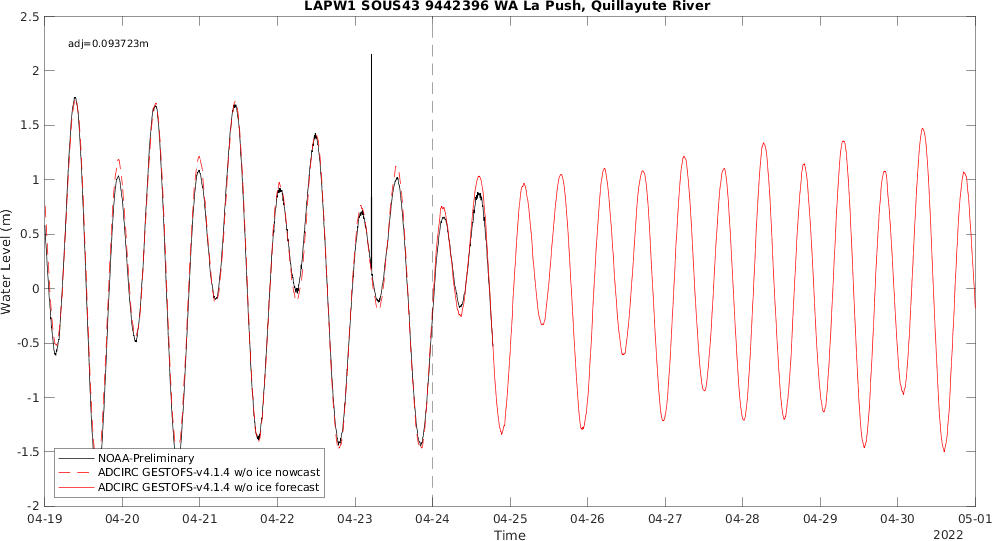 LAPW1 SOUS43 9442396 WA La Push, Quillayute River
adj=0.093723m
2.5
2
1.5
1
0.5
0
-0.5
-1
-1.5
-2
Water Level (m)
NOAA-Preliminary
ADCIRC GESTOFS-v4.1.4 w/o ice nowcast
ADCIRC GESTOFS-v4.1.4 w/o ice forecast
04-19 04-20 04-21 04-22 04-23 04-24 04-25 04-26 04-27 04-28 04-29 04-30 05-01
Time
2022